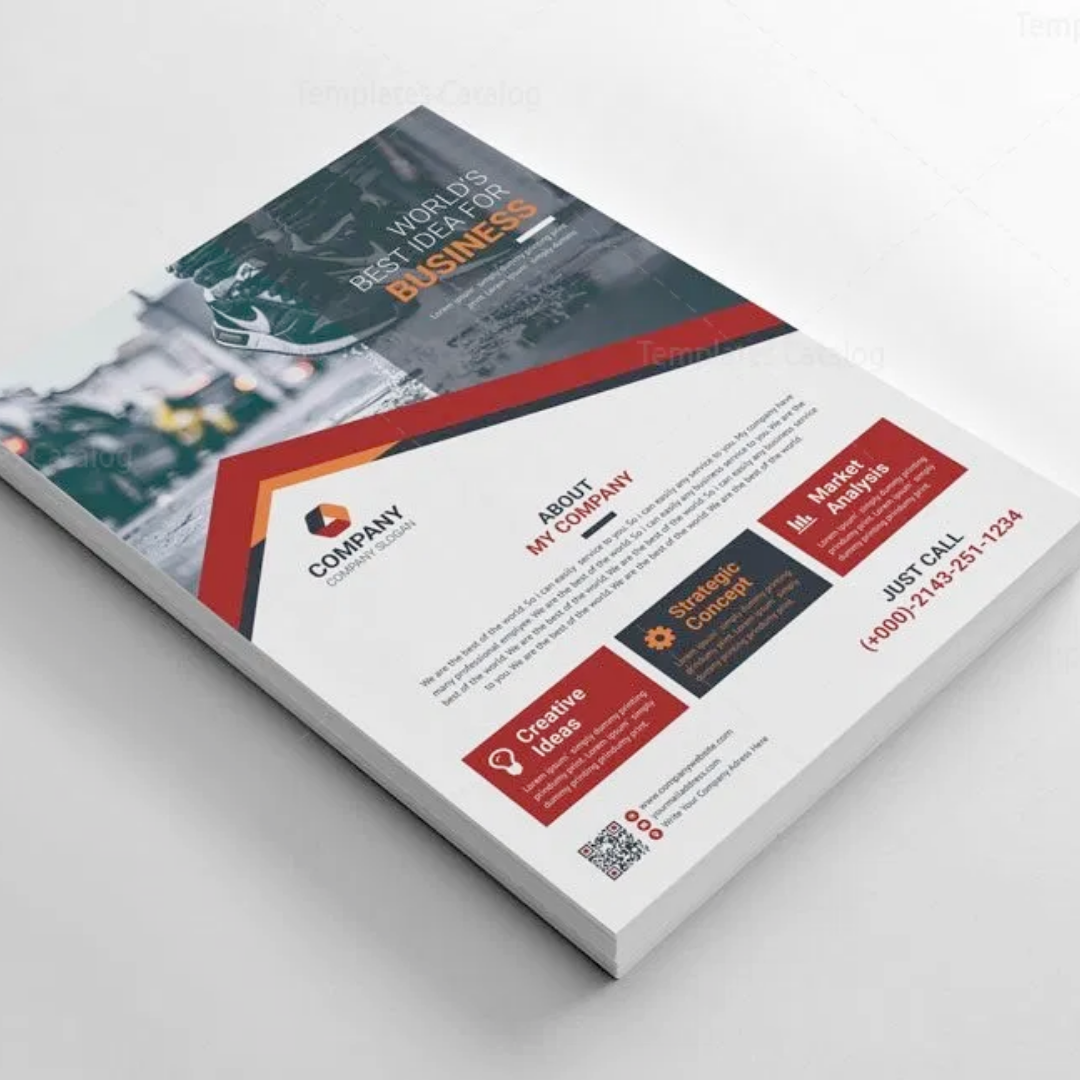 WORLD'S
BEST IDEA FOR
BUSINESS
Lorem ipsum' simply dummy printing print.
print. Lorem ipsum' simply dummy
COMPANY
COMPANY SLOGAN
ABOUT
MY COMPANY
We are the best of the world. So i can easily service to you. So i can easily any service to you. My company have
many professional emplyee. We are the best of the world. So i can easily any business service to you. We are the
best of the world. We are the best of the world. We are the best of the world. So i can easily any business service
to you. We are the best of the world. We are the best of the world. We are the best of the world.
Creative
Ideas
Lorem ipsum' simply dummy printing
prindumy print. Lorem ipsum' simply
dummy printing prindumy print.
Strategic
Concept
Lorem ipsum' simply dummy printing
prindumy print. Lorem ipsum' simply
dummy printing prindumy print.
Market
Analysis
Lorem ipsum' simply dummy printing
prindumy print. Lorem ipsum' simply
dummy printing prindumy print.
www.companywebsite.com
yourmailaddress.com
Write Your Company Adress Here
JUST CALL
(+000)-2143-251-1234
Templates Catalog
Templates Catalog
Catalog